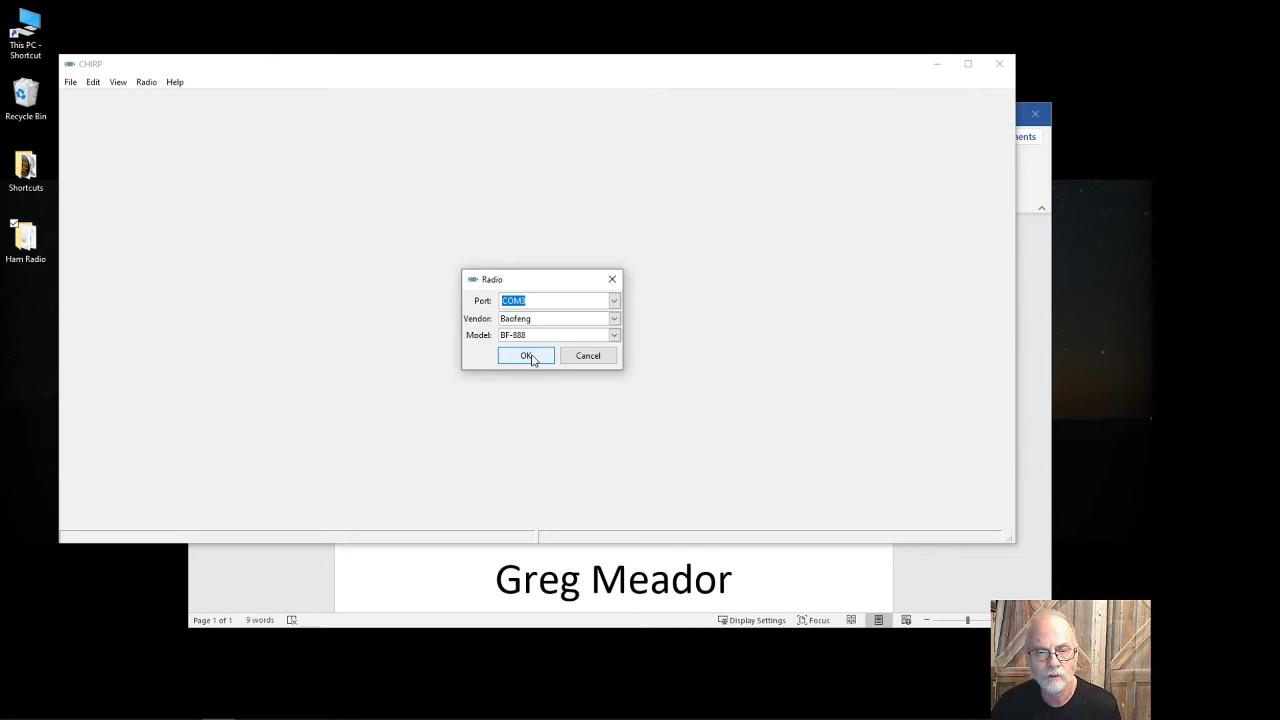 This PC -
Shortcut
Recycle Bin
Shortcuts
Ham Radio
CHIRP
File Edit View Radio Help
ents
Radio
Port: COM3
Vendor: Baofeng
Model: BF-888
OK Cancel
Greg Meador
Page 1 of 1 9 words Display Settings Focus